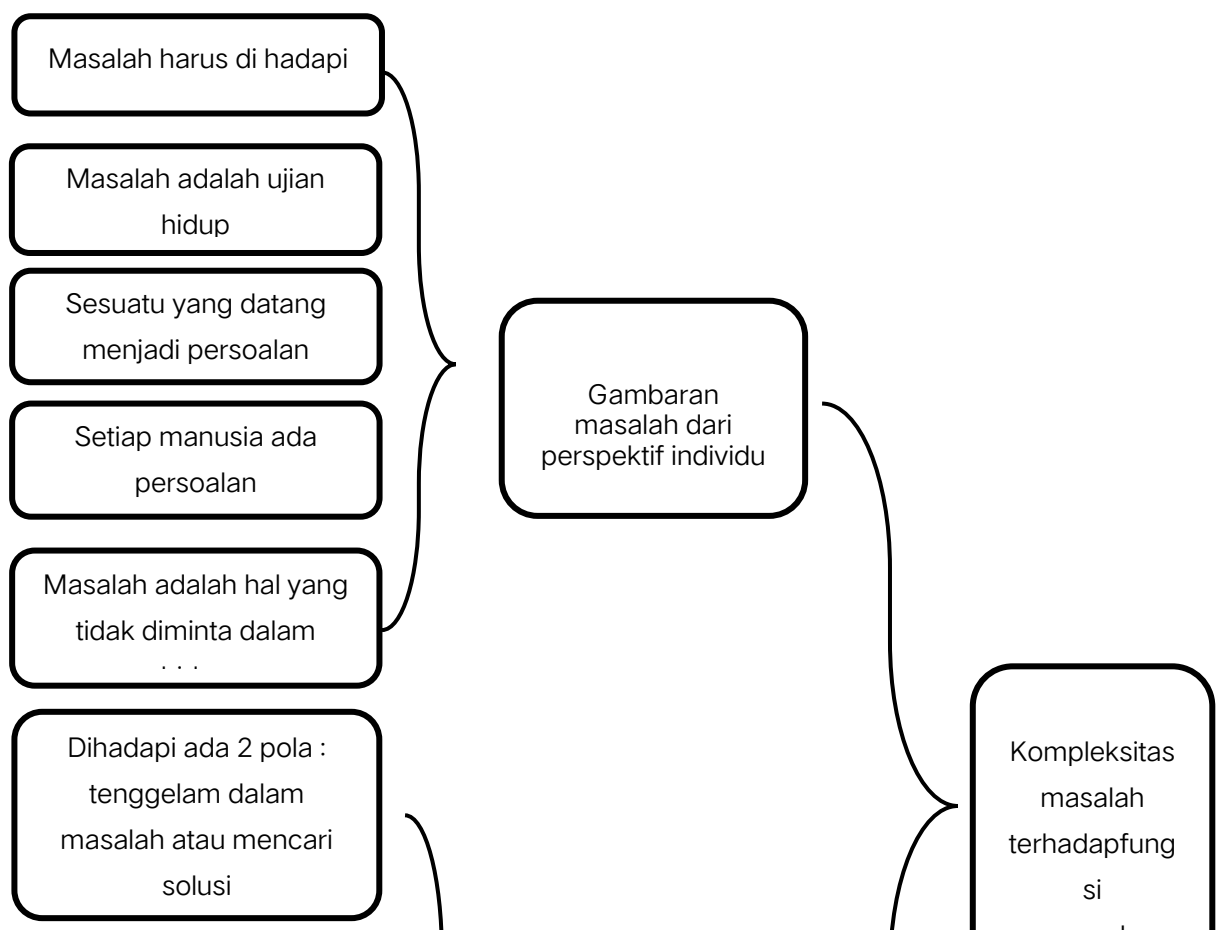 Masalah harus di hadapi
Masalah adalah ujian
hidup
Sesuatu yang datang
menjadi persoalan
Setiap manusia ada
persoalan
Masalah adalah hal yang
tidak diminta dalam
Dihadapi ada 2 pola :
tenggelam dalam
masalah atau mencari
solusi
Gambaran
masalah dari
perspektif individu
Kompleksitas
masalah
terhadapfung
si